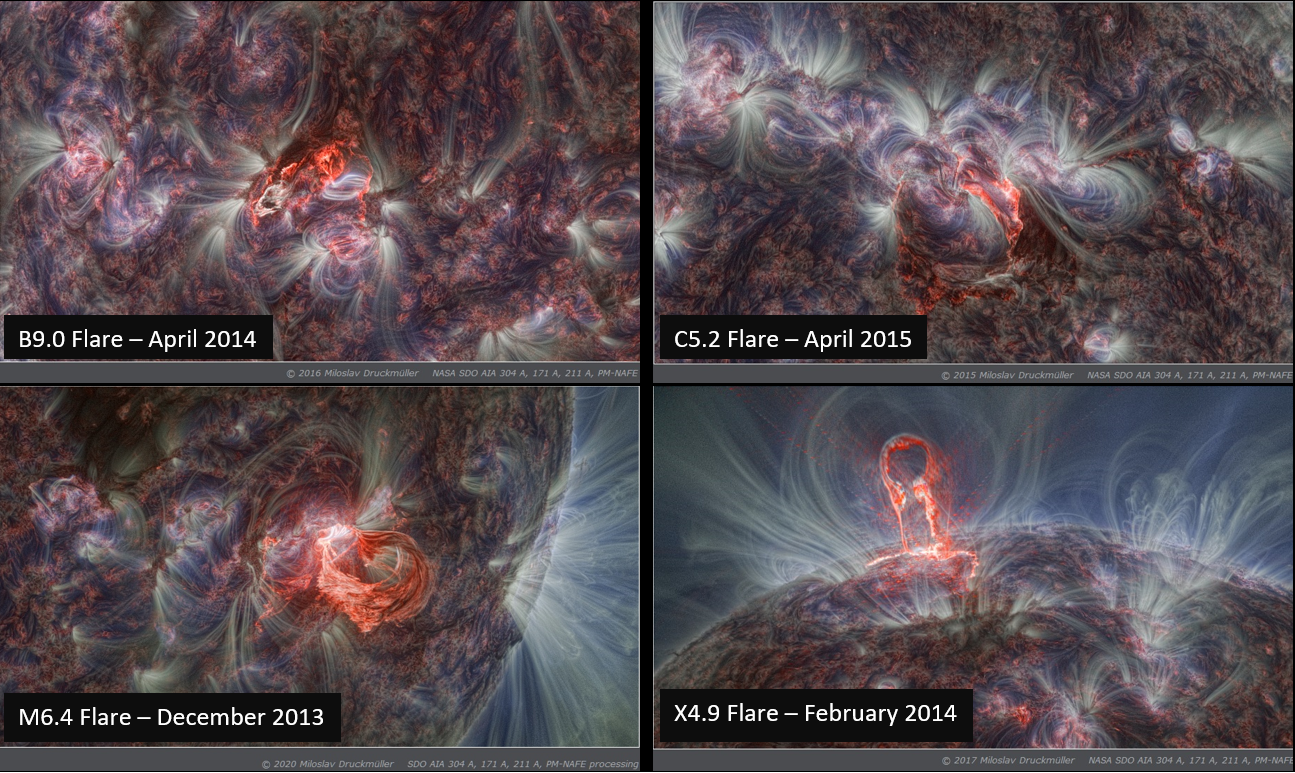 B9.0 Flare – April 2014
© 2016 Miloslav Druckmüller NASA SDO AIA 304 A, 171 A, 211 A, PM-NAFE
C5.2 Flare – April 2015
© 2015 Miloslav Druckmüller NASA SDO AIA 304 A, 171 A, 211 A, PM-NAFE
M6.4 Flare – December 2013
© 2020 Miloslav Druckmüller SDO AIA 304 A, 171 A, 211 A, PM-NAFE processing
X4.9 Flare – February 2014
© 2017 Miloslav Druckmüller NASA SDO AIA 304 A, 171 A, 211 A, PM-NAFE